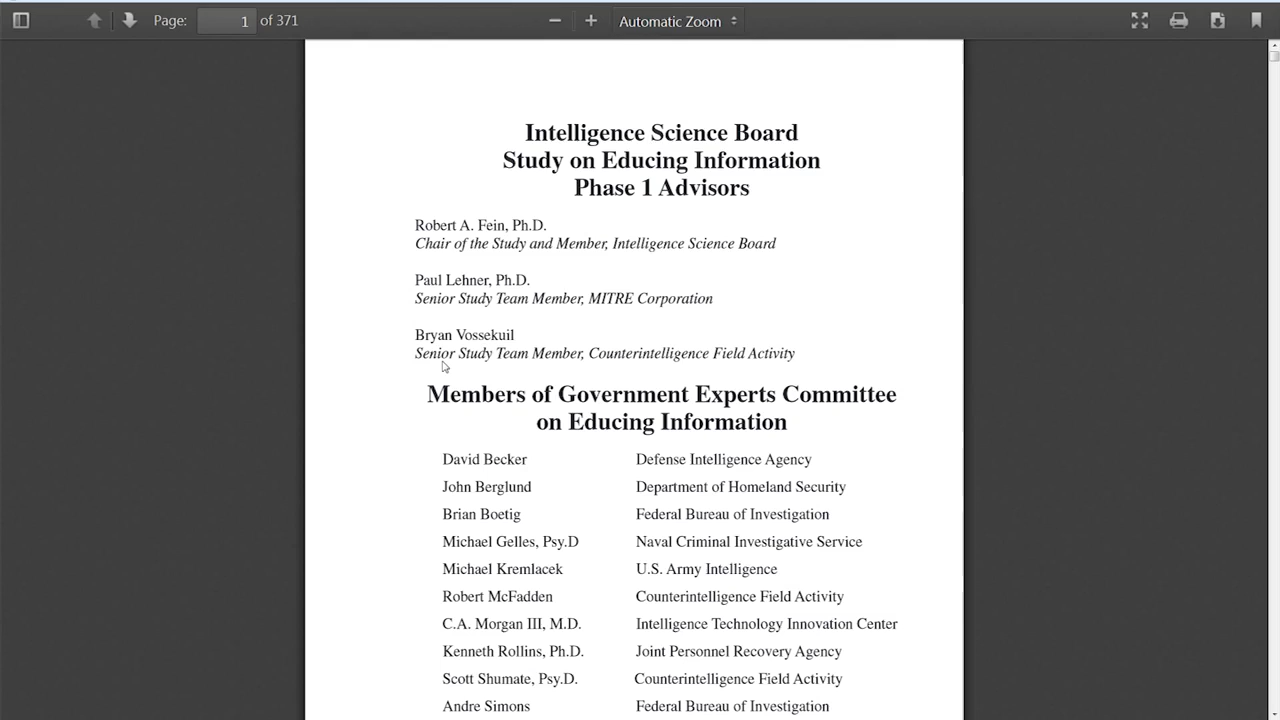 Page: 1 of 371 Automatic Zoom
Intelligence Science Board
Study on Educing Information
Phase 1 Advisors
Robert A. Fein, Ph.D.
Chair of the Study and Member, Intelligence Science Board
Paul Lehner, Ph.D.
Senior Study Team Member, MITRE Corporation
Bryan Vossekuil
Senior Study Team Member, Counterintelligence Field Activity
Members of Government Experts Committee
on Educing Information
David Becker Defense Intelligence Agency
John Berglund Department of Homeland Security
Brian Boetig Federal Bureau of Investigation
Michael Gelles, Psy.D Naval Criminal Investigative Service
Michael Kremlacek U.S. Army Intelligence
Robert McFadden Counterintelligence Field Activity
C.A. Morgan III, M.D. Intelligence Technology Innovation Center
Kenneth Rollins, Ph.D. Joint Personnel Recovery Agency
Scott Shumate, Psy.D. Counterintelligence Field Activity
Andre Simons Federal Bureau of Investigation